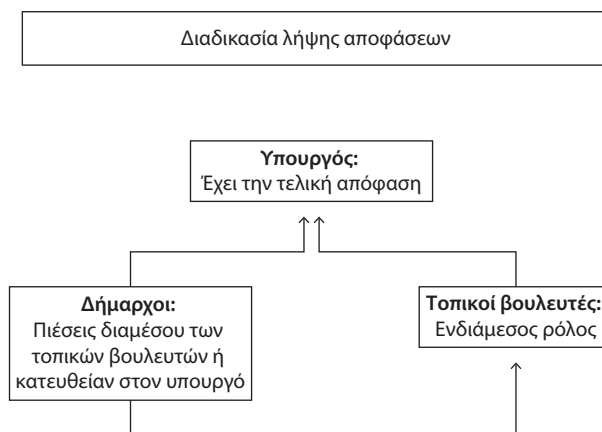 Διαδικασία λήψης αποφάσεων
Υπουργός:
Έχει την τελική απόφαση
Δήμαρχοι:
Πιέσεις διαμέσου των
τοπικών βουλευτών ή
κατευθείαν στον υπουργό
Τοπικοί βουλευτές:
Ενδιάμεσος ρόλος